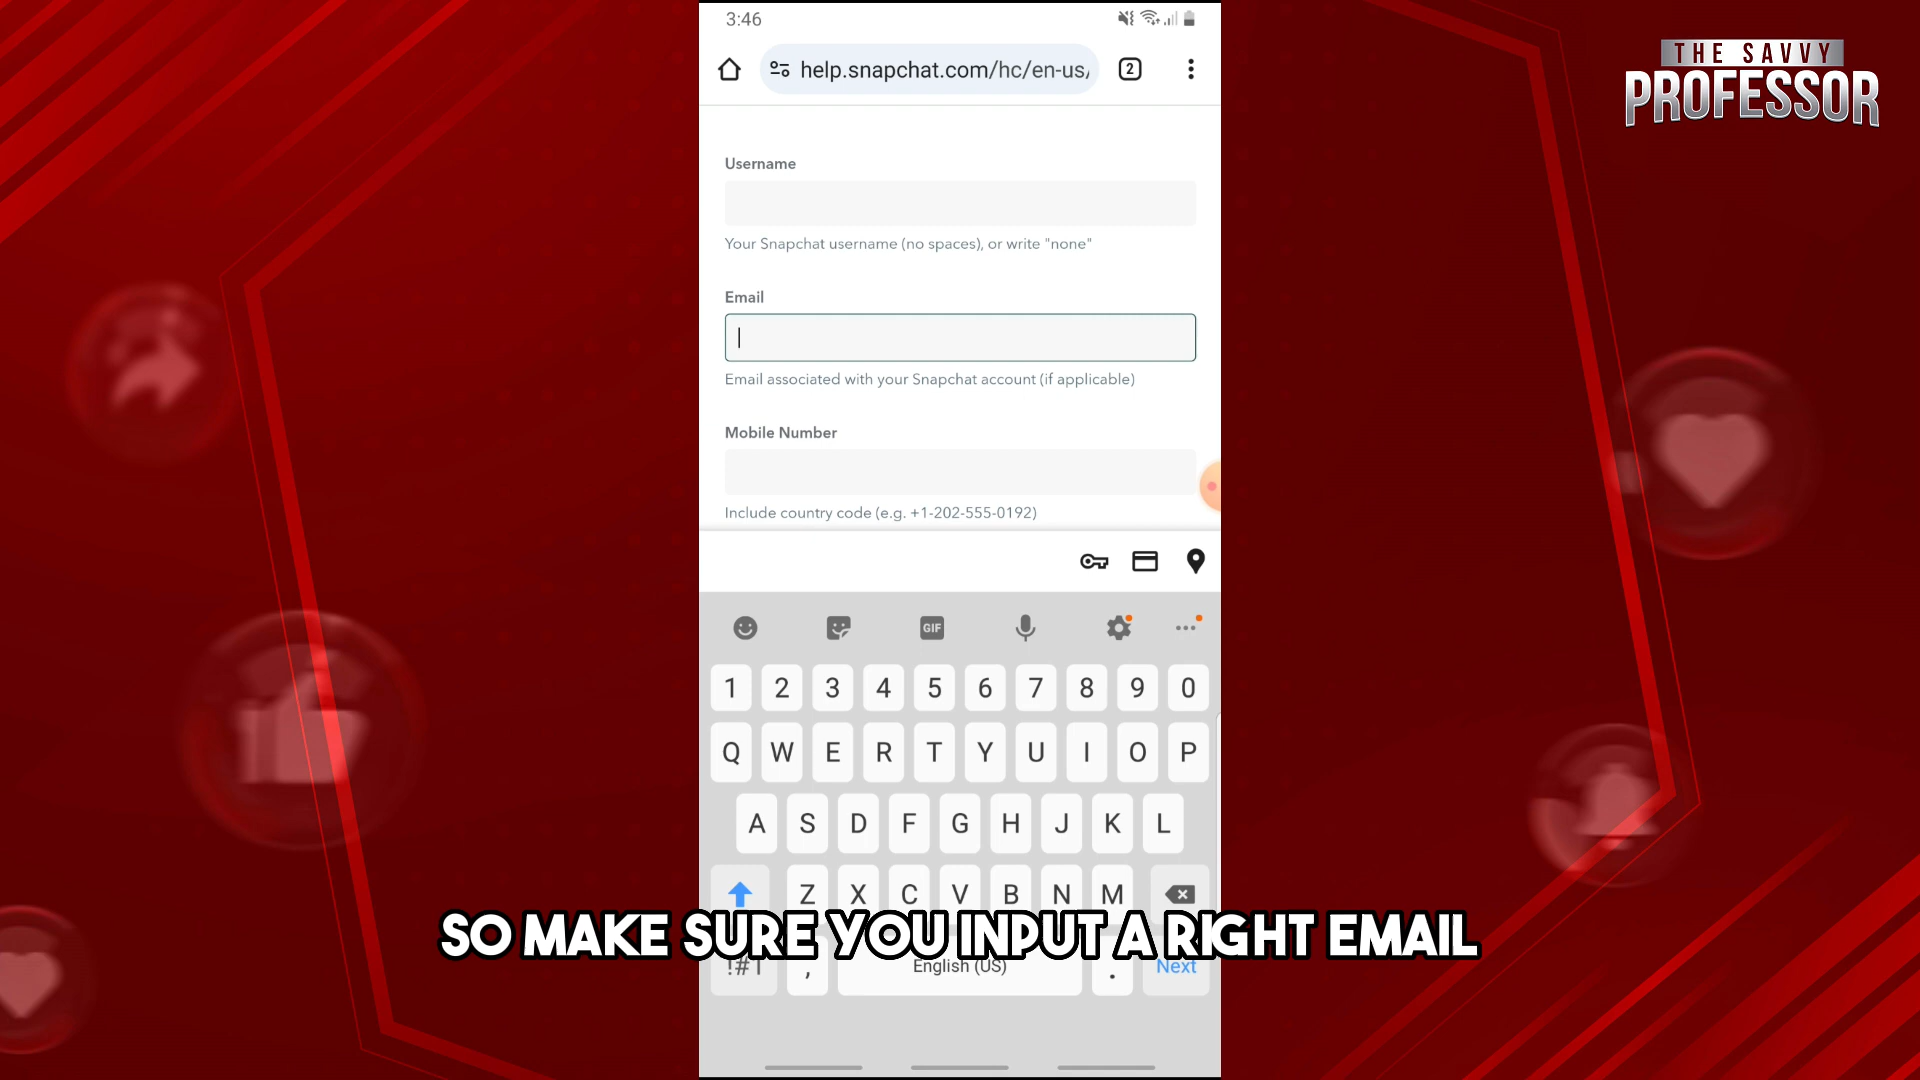 3:46
THE SAVVY
PROFESSOR
help.snapchat.com/hc/en-us/
2
Username
Your Snapchat username (no spaces), or write "none"
Email
Email associated with your Snapchat account (if applicable)
Mobile Number
Include country code (e.g. +1-202-555-0192)
GIF
1 2 3 4 5 6 7 8 9 0
Q W E R T Y U I O P
A S D F G H J K L
Z X C V B N M
SO MAKE SURE YOU INPUT A RIGHT EMAIL
!#1 , English (US) . Next